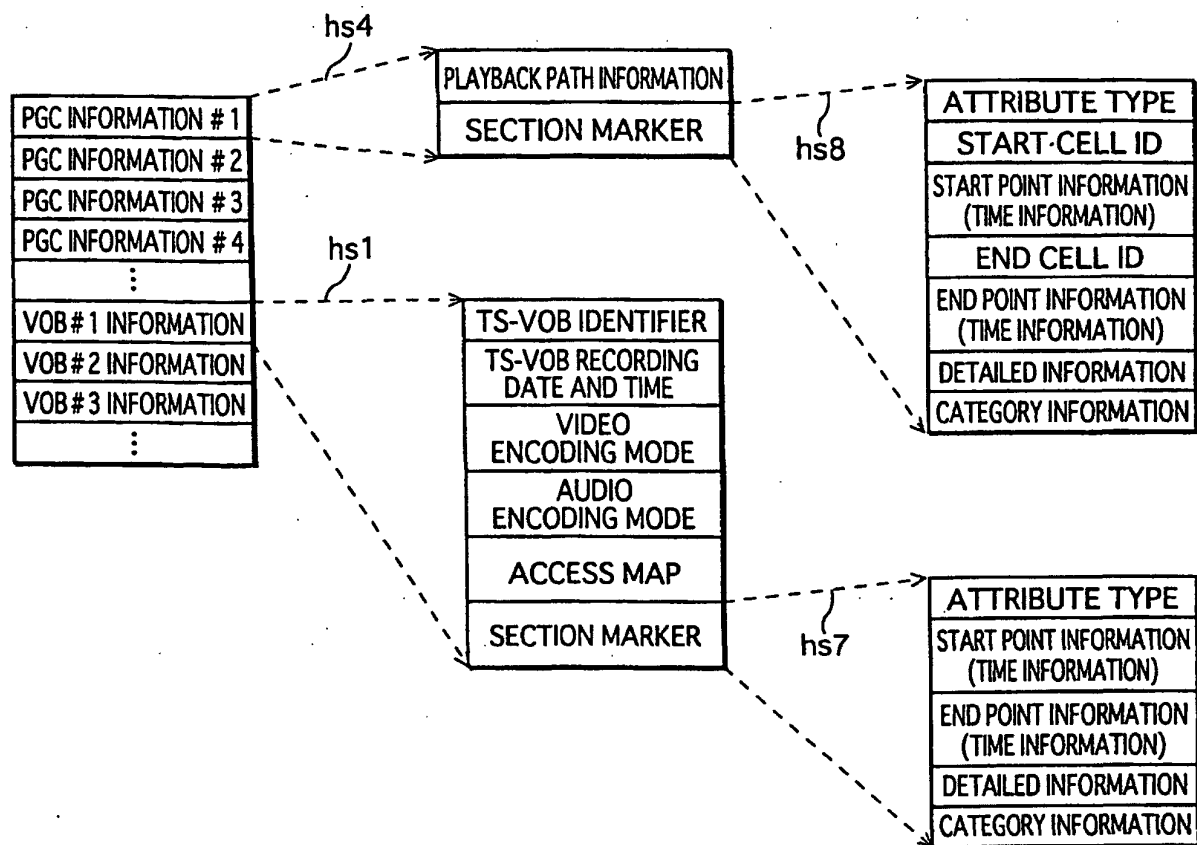 hs4
PGC INFORMATION # 1
PGC INFORMATION # 2
PGC INFORMATION # 3
PGC INFORMATION # 4
⋮
VOB # 1 INFORMATION
VOB # 2 INFORMATION
VOB # 3 INFORMATION
⋮
PLAYBACK PATH INFORMATION
SECTION MARKER
hs8
ATTRIBUTE TYPE
START·CELL ID
START POINT INFORMATION
(TIME INFORMATION)
END CELL ID
END POINT INFORMATION
(TIME INFORMATION)
DETAILED INFORMATION
CATEGORY INFORMATION
hs1
TS-VOB IDENTIFIER
TS-VOB RECORDING
DATE AND TIME
VIDEO
ENCODING MODE
AUDIO
ENCODING MODE
ACCESS MAP
SECTION MARKER
hs7
ATTRIBUTE TYPE
START POINT INFORMATION
(TIME INFORMATION)
END POINT INFORMATION
(TIME INFORMATION)
DETAILED INFORMATION
CATEGORY INFORMATION